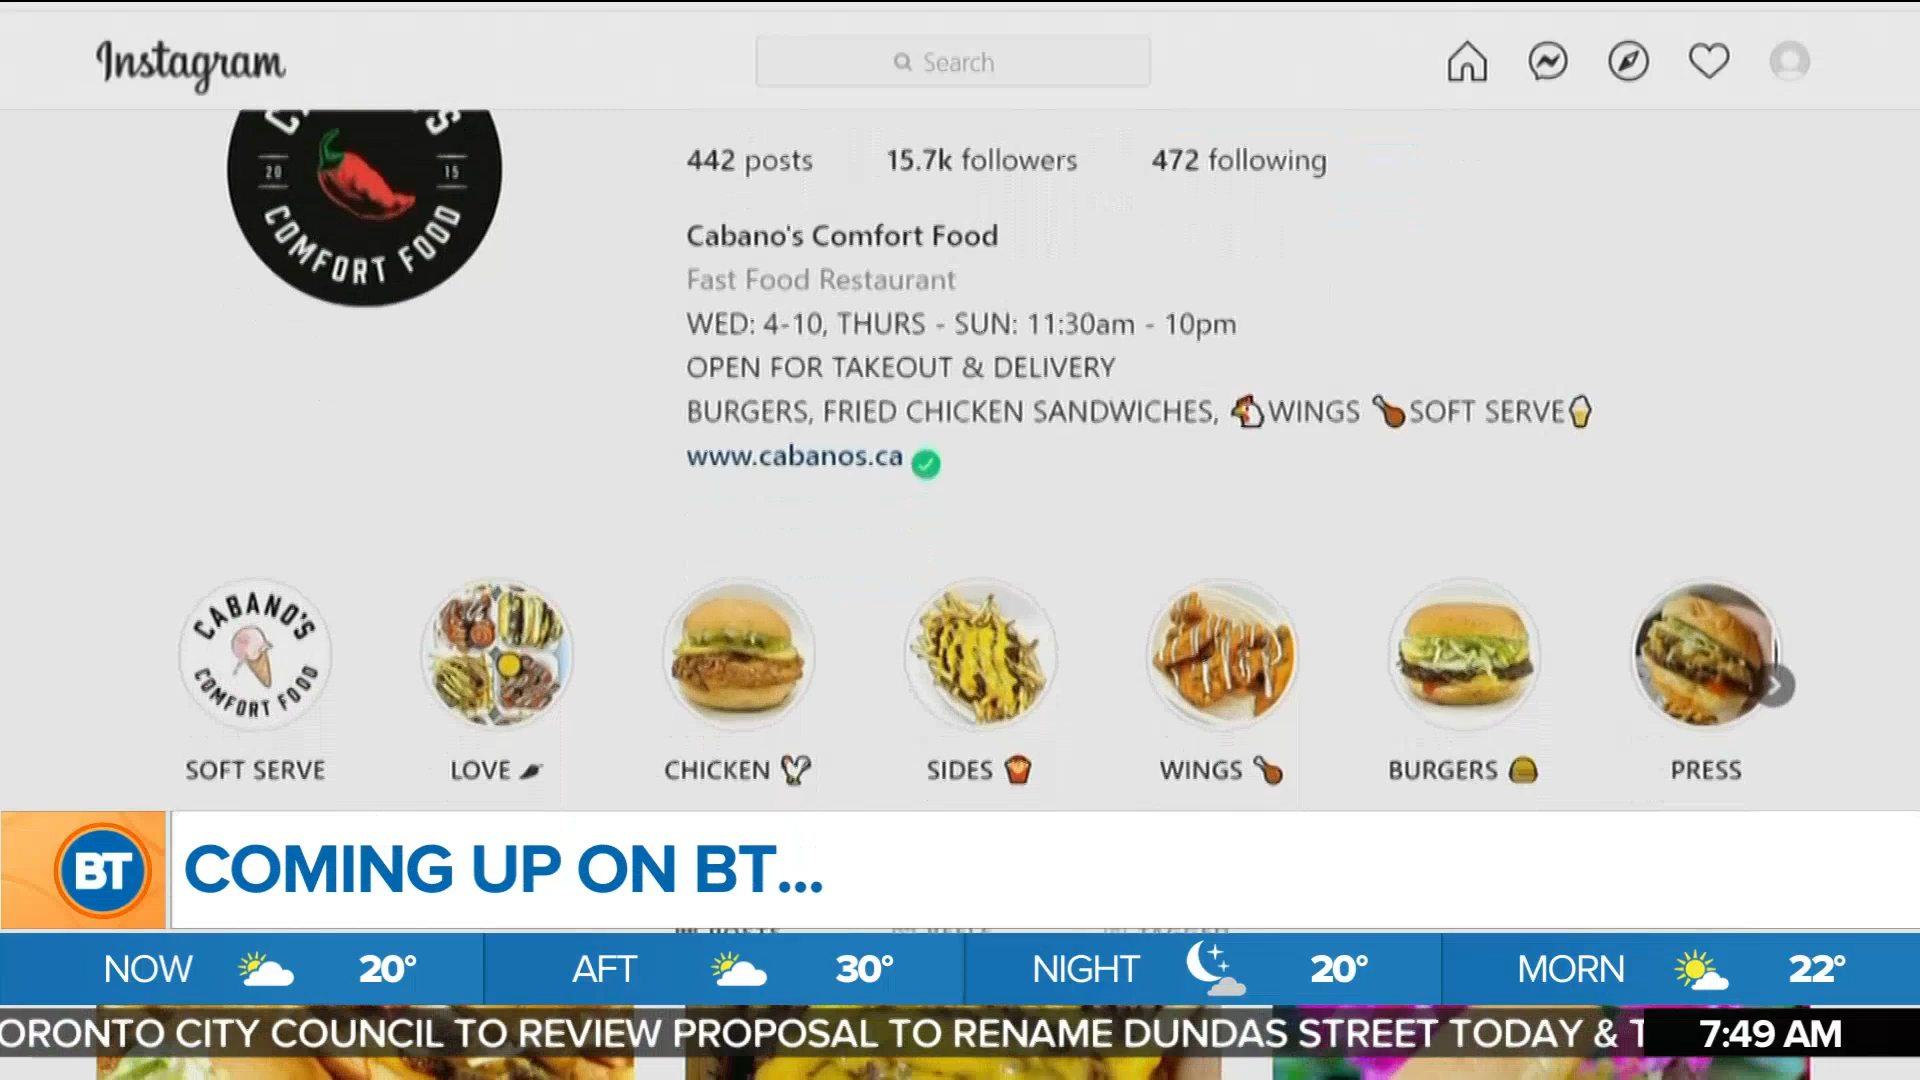 Instagram
Search
20 15
COMFORT FOOD
442 posts 15.7k followers 472 following
Cabano's Comfort Food
Fast Food Restaurant
WED: 4-10, THURS - SUN: 11:30am - 10pm
OPEN FOR TAKEOUT & DELIVERY
BURGERS, FRIED CHICKEN SANDWICHES, 🐔WINGS 🍗SOFT SERVE🍦
www.cabanos.ca
CABANO'S
COMFORT FOOD
SOFT SERVE LOVE CHICKEN SIDES WINGS BURGERS PRESS
BT COMING UP ON BT...
NOW 20° AFT 30° NIGHT 20° MORN 22°
ORONTO CITY COUNCIL TO REVIEW PROPOSAL TO RENAME DUNDAS STREET TODAY & T 7:49 AM